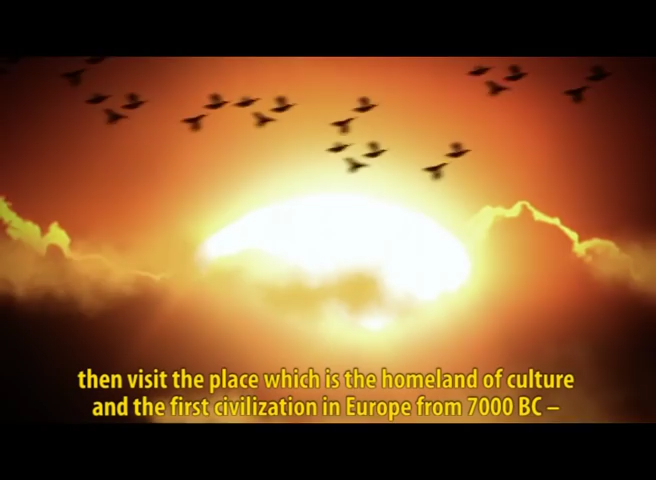 then visit the place which is the homeland of culture
and the first civilization in Europe from 7000 BC –